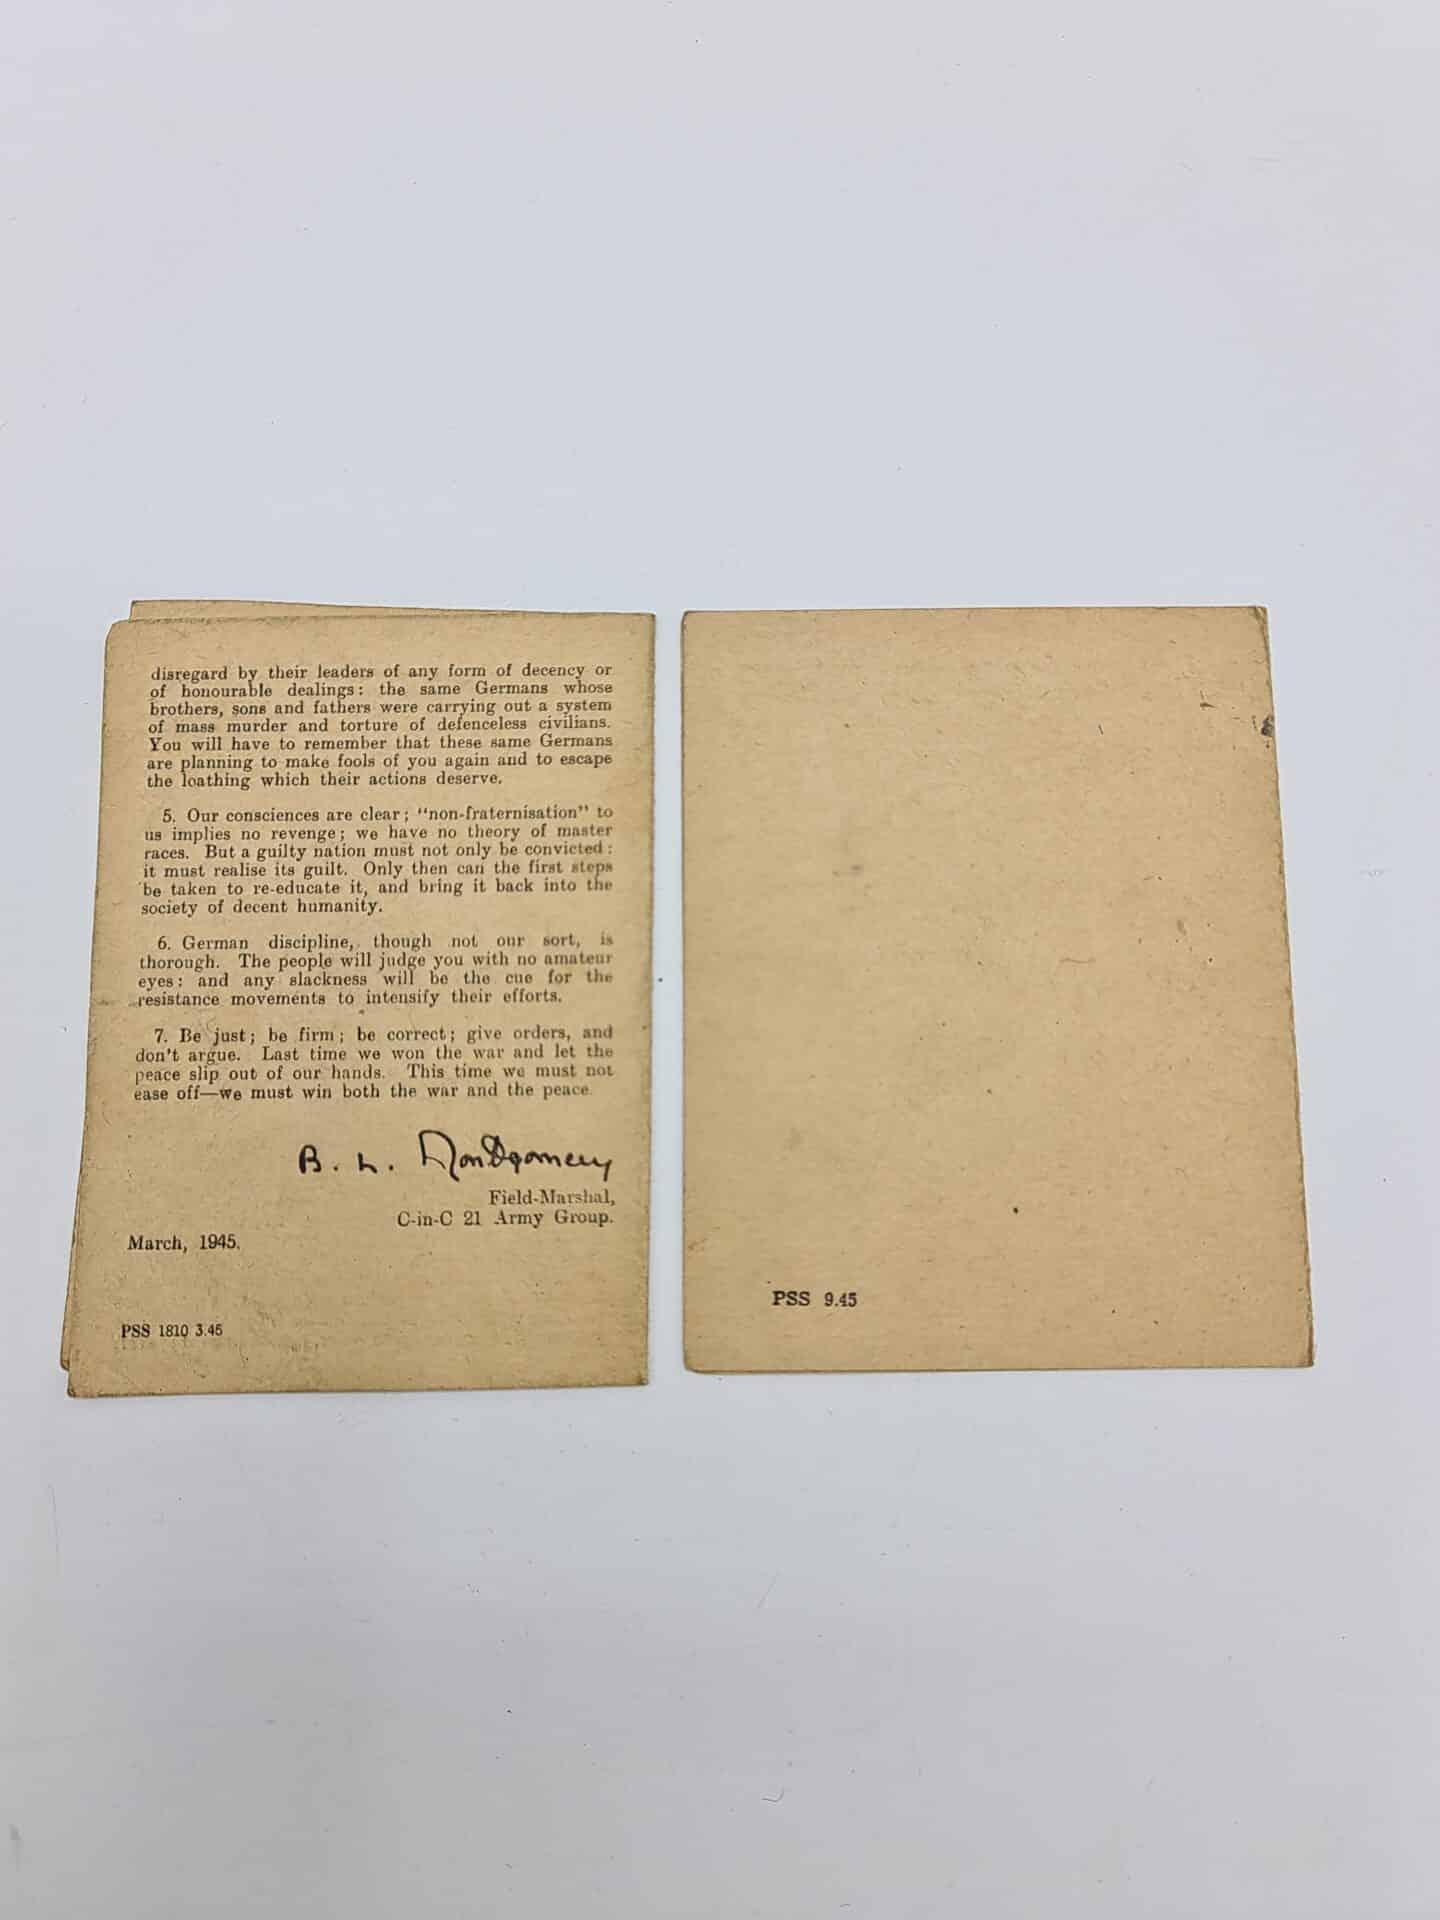 disregard by their leaders of any form of decency or
of honourable dealings: the same Germans whose
brothers, sons and fathers were carrying out a system
of mass murder and torture of defenceless civilians.
You will have to remember that these same Germans
are planning to make fools of you again and to escape
the loathing which their actions deserve.
5. Our consciences are clear; "non-fraternisation" to
us implies no revenge; we have no theory of master
races. But a guilty nation must not only be convicted:
it must realise its guilt. Only then can the first steps
be taken to re-educate it, and bring it back into the
society of decent humanity.
6. German discipline, though not our sort, is
thorough. The people will judge you with no amateur
eyes: and any slackness will be the cue for the
resistance movements to intensify their efforts.
7. Be just; be firm; be correct; give orders, and
don't argue. Last time we won the war and let the
peace slip out of our hands. This time we must not
ease off—we must win both the war and the peace.
B. L. Montgomery
Field-Marshal,
C-in-C 21 Army Group.
March, 1945.
PSS 1810 3.45
PSS 9.45